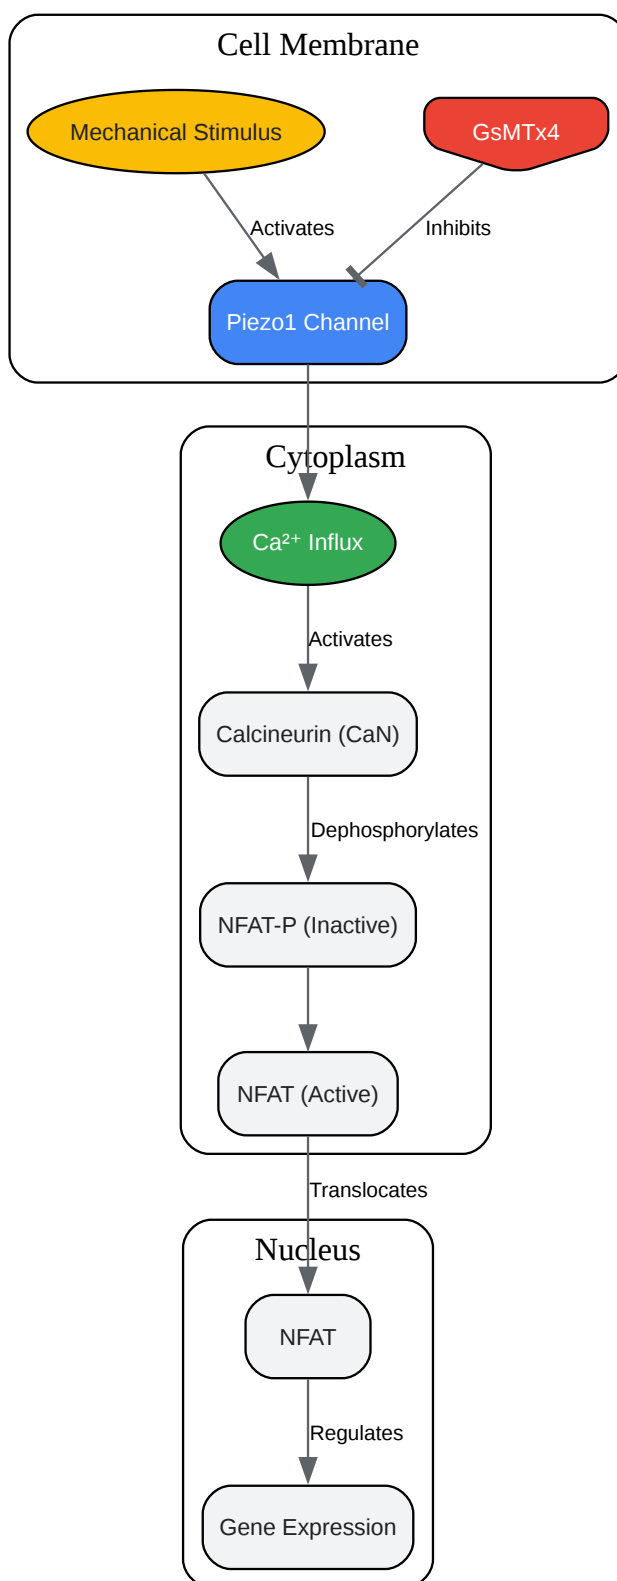 Cell Membrane
Mechanical Stimulus
GsMTx4
Activates
Inhibits
Piezo1 Channel
Cytoplasm
Ca²⁺ Influx
Activates
Calcineurin (CaN)
Dephosphorylates
NFAT-P (Inactive)
NFAT (Active)
Translocates
Nucleus
NFAT
Regulates
Gene Expression